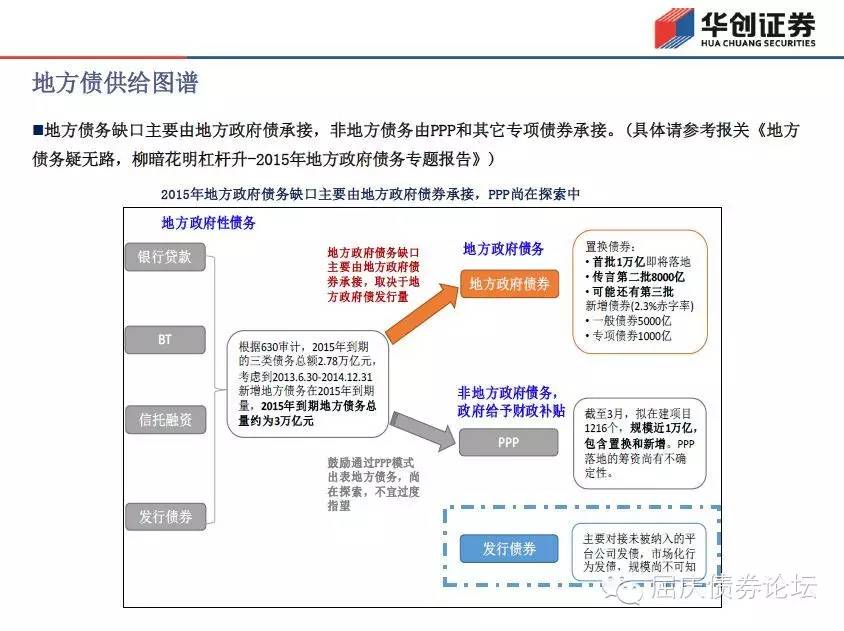 华创证券
HUA CHUANG SECURITIES
地方债供给图谱
■地方债务缺口主要由地方政府债承接，非地方债务由PPP和其它专项债券承接。(具体请参考报关《地方
债务疑无路，柳暗花明杠杆升-2015年地方政府债务专题报告》)
2015年地方政府债务缺口主要由地方政府债券承接，PPP尚在探索中
地方政府性债务
银行贷款
BT
信托融资
发行债券
根据630审计，2015年到期
的三类债务总额2.78万亿元，
考虑到2013.6.30-2014.12.31
新增地方债务在2015年到期
量，2015年到期地方债务总
量约为3万亿元
地方政府债务缺口
主要由地方政府债
券承接，取决于地
方政府债发行量
鼓励通过PPP模式
出表地方债务，尚
在探索，不宜过度
指望
地方政府债务
地方政府债券
置换债券：
• 首批1万亿即将落地
• 传言第二批8000亿
• 可能还有第三批
新增债券(2.3%赤字率)
• 一般债券5000亿
• 专项债券1000亿
非地方政府债务，
政府给予财政补贴
PPP
截至3月，拟在建项目
1216个，规模近1万亿，
包含置换和新增。PPP
落地的筹资尚有不确
定性。
发行债券
主要对接未被纳入的平
台公司发债，市场化行
为发债，规模尚不可知
屈庆债券论坛